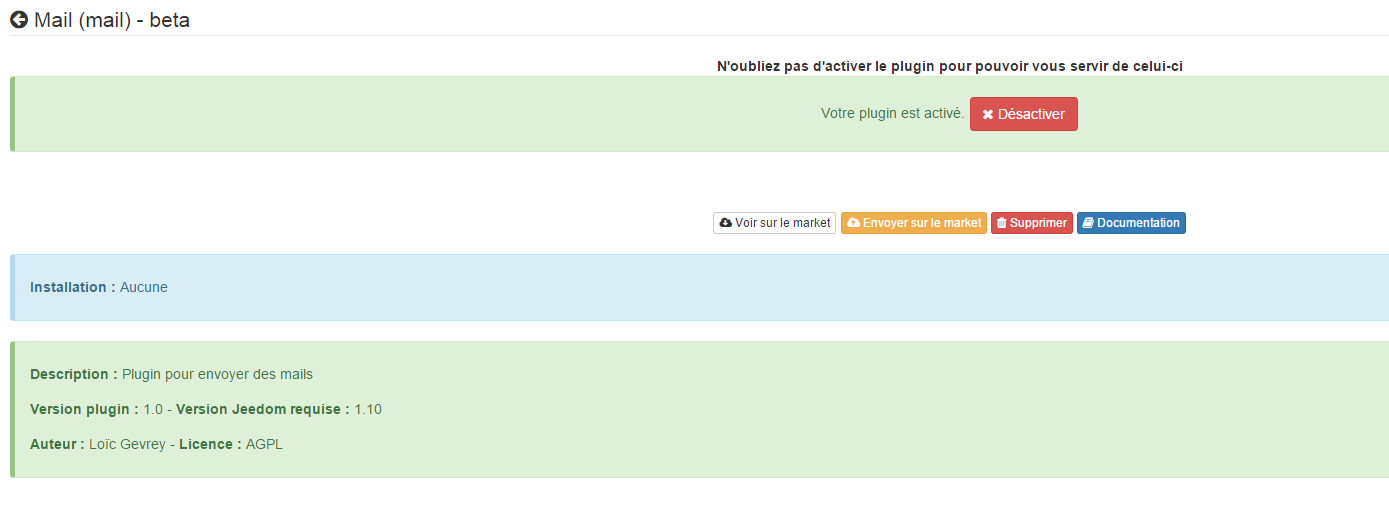 Mail (mail) - beta
N'oubliez pas d'activer le plugin pour pouvoir vous servir de celui-ci
Votre plugin est activé. Désactiver
Voir sur le market Envoyer sur le market Supprimer Documentation
Installation : Aucune
Description : Plugin pour envoyer des mails
Version plugin : 1.0 - Version Jeedom requise : 1.10
Auteur : Loïc Gevrey - Licence : AGPL